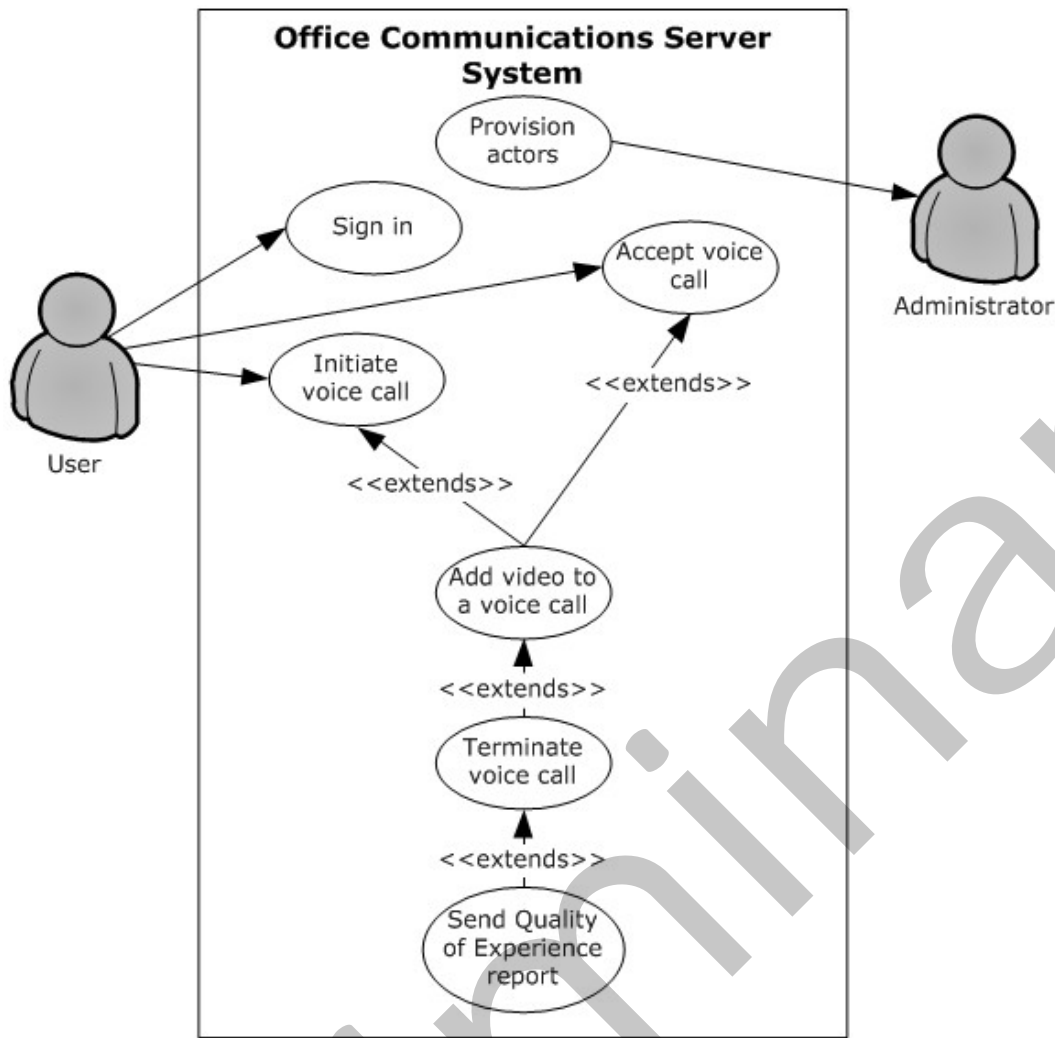 Office Communications Server
System
Provision
actors
Sign in
Accept voice
call
Administrator
Initiate
voice call
<<extends>>
User
<<extends>>
Add video to
a voice call
<<extends>>
Terminate
voice call
<<extends>>
Send Quality
of Experience
report